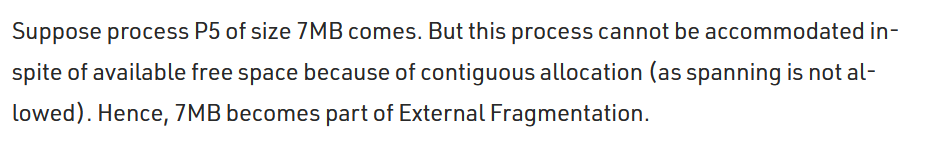 Suppose process P5 of size 7MB comes. But this process cannot be accommodated in-
spite of available free space because of contiguous allocation (as spanning is not al-
lowed). Hence, 7MB becomes part of External Fragmentation.